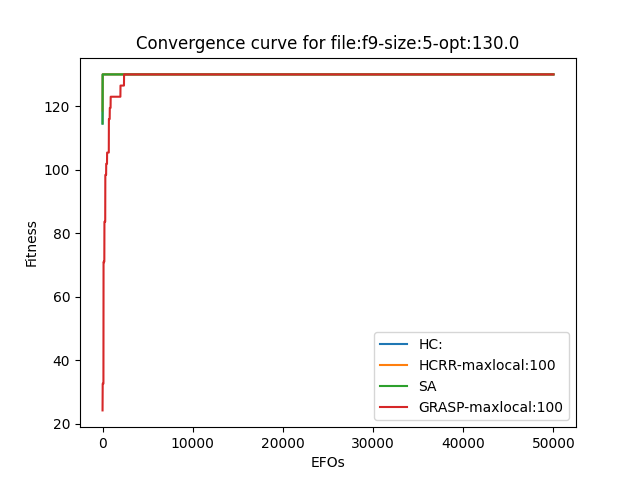 Convergence curve for file:f9-size:5-opt:130.0
Fitness
120
100
80
60
40
20
0
10000
20000
30000
40000
50000
EFOs
HC:
HCRR-maxlocal:100
SA
GRASP-maxlocal:100